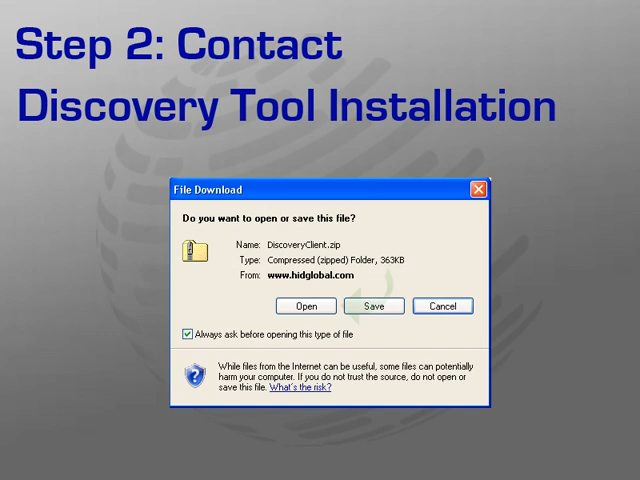 Step 2: Contact
Discovery Tool Installation
File Download
Do you want to open or save this file?
Name: DiscoveryClient.zip
Type: Compressed (zipped) Folder, 363KB
From: www.hidglobal.com
Open Save Cancel
Always ask before opening this type of file
While files from the Internet can be useful, some files can potentially
harm your computer. If you do not trust the source, do not open or
save this file. What's the risk?